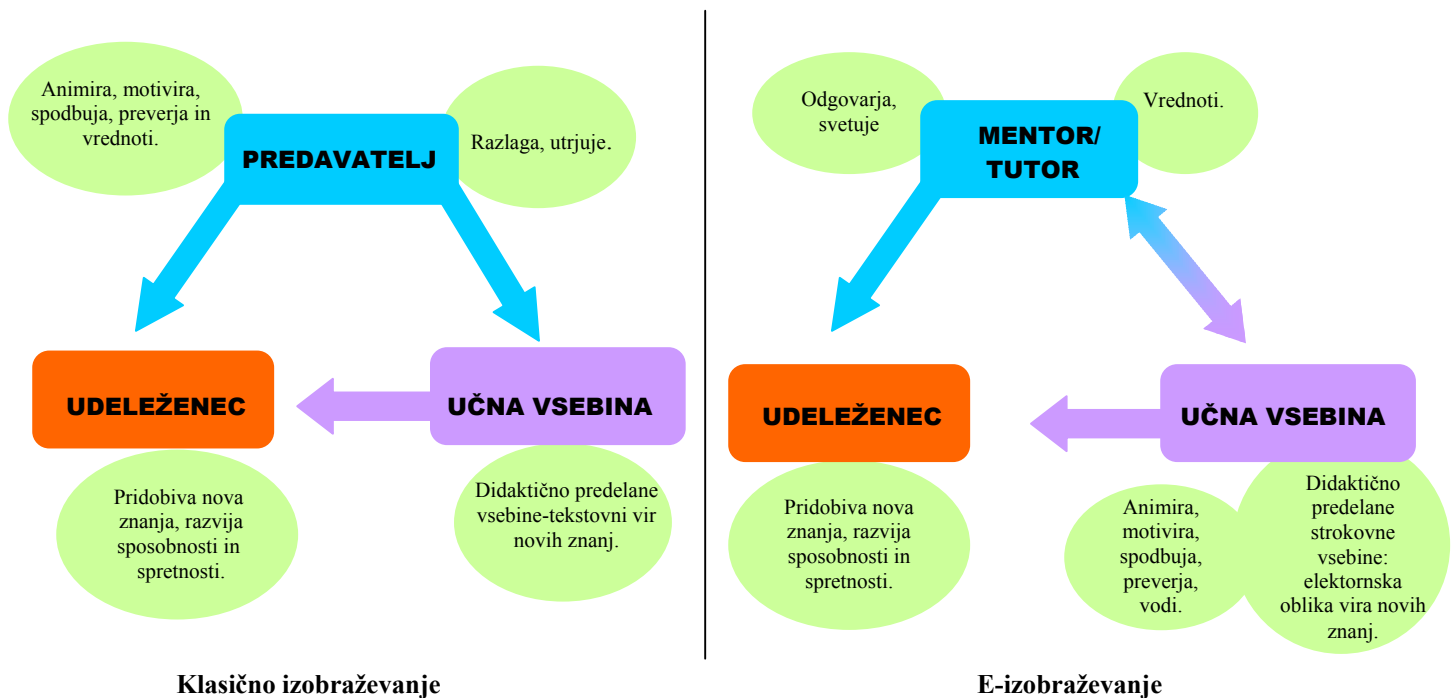 Animira, motivira,
spodbuja, preverja in
vrednoti.
PREDAVATELJ
Razlaga, utrjuje.
UDELEŽENEC
UČNA VSEBINA
Pridobiva nova
znanja, razvija
sposobnosti in
spretnosti.
Didaktično predelane
vsebine-tekstovni vir
novih znanj.
Klasično izobraževanje
Odgovarja,
svetuje
MENTOR/
TUTOR
Vrednoti.
UDELEŽENEC
UČNA VSEBINA
Pridobiva nova
znanja, razvija
sposobnosti in
spretnosti.
Animira,
motivira,
spodbuja,
preverja,
vodi.
Didaktično
predelane
strokovne
vsebine:
elektornska
oblika vira novih
znanj.
E-izobraževanje